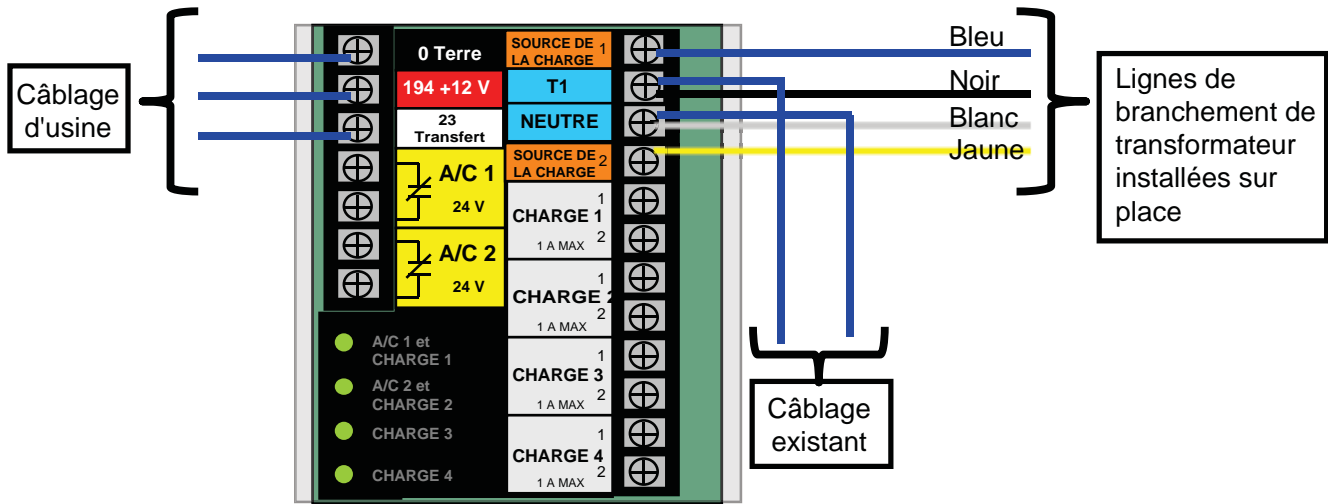 Câblage
d'usine
0 Terre
194 +12 V
23
Transfert
A/C 1
24 V
A/C 2
24 V
A/C 1 et
CHARGE 1
A/C 2 et
CHARGE 2
CHARGE 3
CHARGE 4
SOURCE DE 1
LA CHARGE
T1
NEUTRE
SOURCE DE 2
LA CHARGE
1
CHARGE 1
1 A MAX 2
1
CHARGE 2
1 A MAX 2
1
CHARGE 3
1 A MAX 2
1
CHARGE 4
1 A MAX 2
Bleu
Noir
Blanc
Jaune
Lignes de
branchement de
transformateur
installées sur
place
Câblage
existant